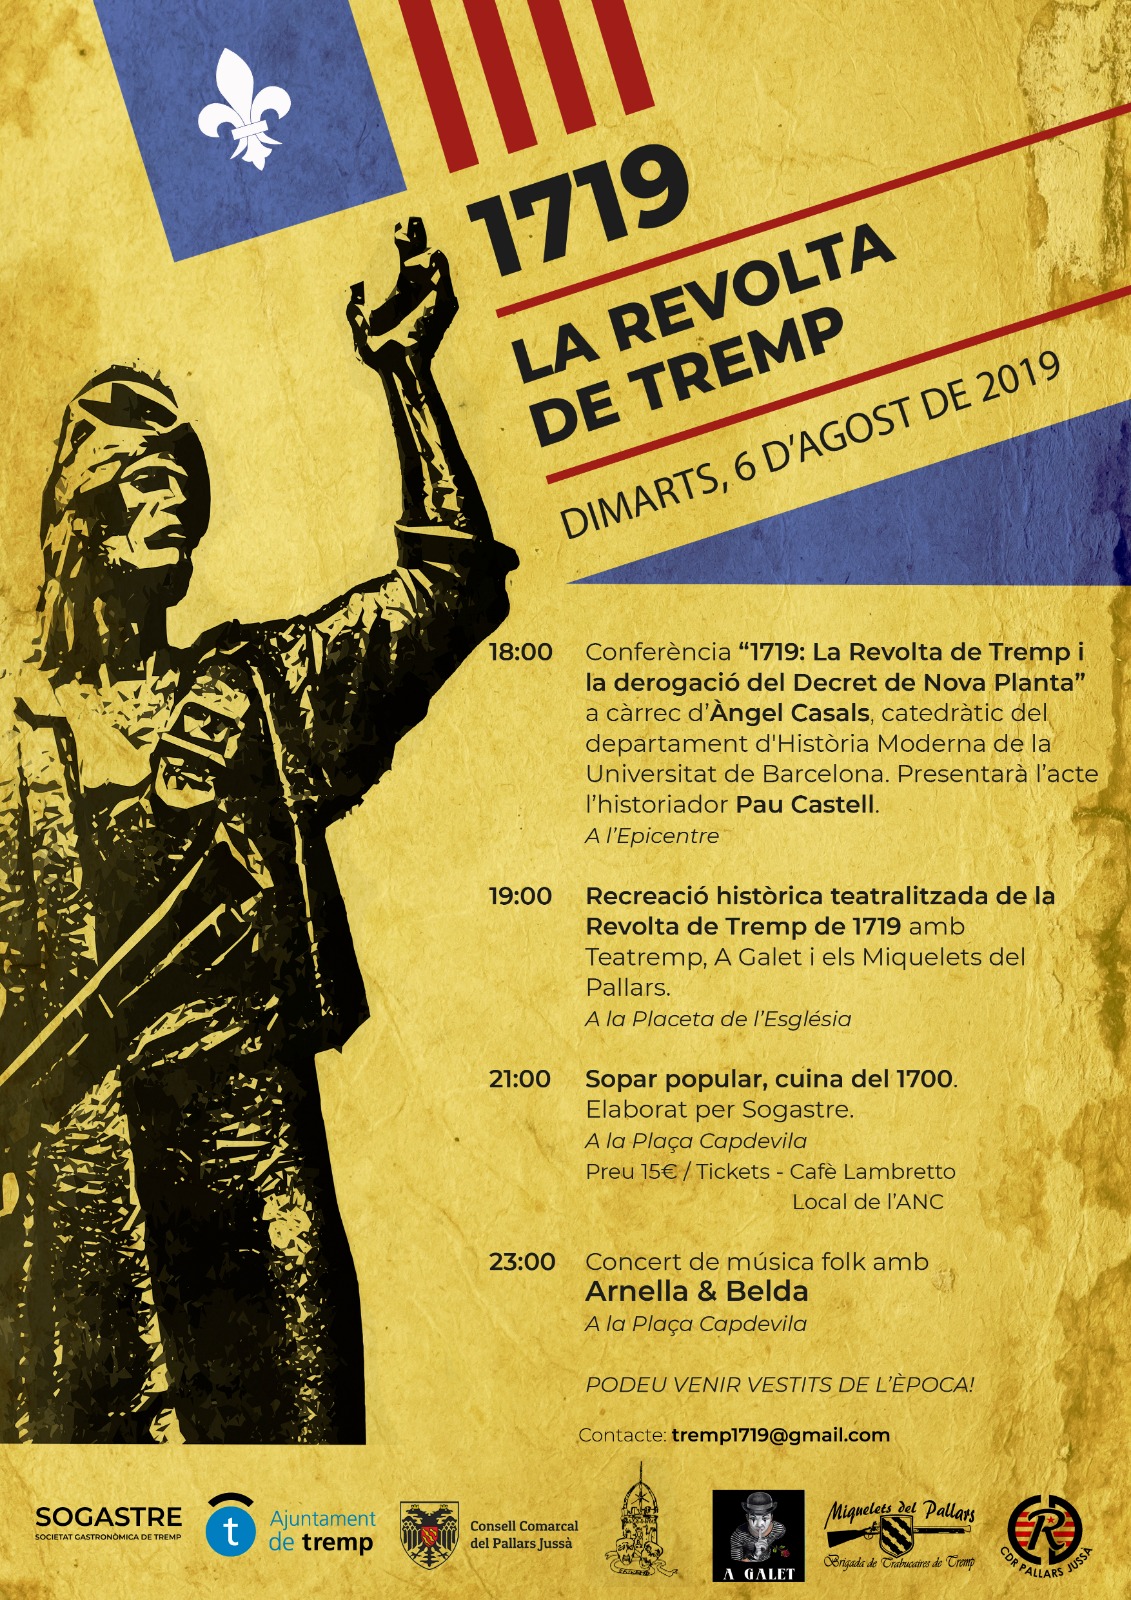 1719
LA REVOLTA
DE TREMP
DIMARTS, 6 D'AGOST DE 2019
18:00 Conferència “1719: La Revolta de Tremp i
la derogació del Decret de Nova Planta”
a càrrec d’Àngel Casals, catedràtic del
departament d'Història Moderna de la
Universitat de Barcelona. Presentarà l’acte
l’historiador Pau Castell.
A l’Epicentre
19:00 Recreació històrica teatralitzada de la
Revolta de Tremp de 1719 amb
Teatremp, A Galet i els Miquelets del
Pallars.
A la Placeta de l’Església
21:00 Sopar popular, cuina del 1700.
Elaborat per Sogastre.
A la Plaça Capdevila
Preu 15€ / Tickets - Cafè Lambretto
Local de l’ANC
23:00 Concert de música folk amb
Arnella & Belda
A la Plaça Capdevila
PODEU VENIR VESTITS DE L’ÈPOCA!
Contacte: tremp1719@gmail.com
SOGASTRE
SOCIETAT GASTRONÒMICA DE TREMP
t
Ajuntament
de tremp
Consell Comarcal
del Pallars Jussà
A GALET
Miquelets del Pallars
Brigada de Trabucaires de Tremp
R
CDR PALLARS JUSSÀ